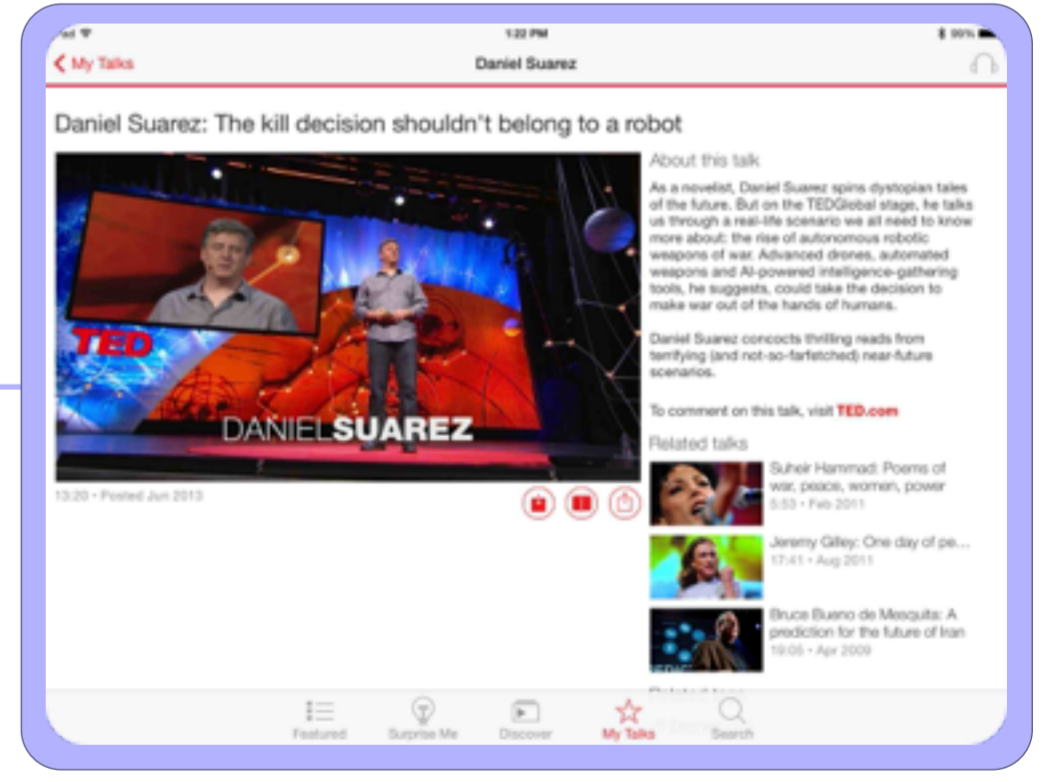 1:22 PM
99%
My Talks
Daniel Suarez
Daniel Suarez: The kill decision shouldn't belong to a robot
TED
DANIELSUAREZ
13:20 • Posted Jun 2013
About this talk
As a novelist, Daniel Suarez spins dystopian tales
of the future. But on the TEDGlobal stage, he talks
us through a real-life scenario we all need to know
more about: the rise of autonomous robotic
weapons of war. Advanced drones, automated
weapons and AI-powered intelligence-gathering
tools, he suggests, could take the decision to
make war out of the hands of humans.
Daniel Suarez concocts thrilling reads from
terrifying (and not-so-farfetched) near-future
scenarios.
To comment on this talk, visit TED.com
Related talks
Suheir Hammad: Poems of
war, peace, women, power
5:53 • Feb 2011
Jeremy Gilley: One day of pe...
17:41 • Aug 2011
Bruce Bueno de Mesquita: A
prediction for the future of Iran
19:05 • Apr 2009
Featured
Surprise Me
Discover
My Talks
Search